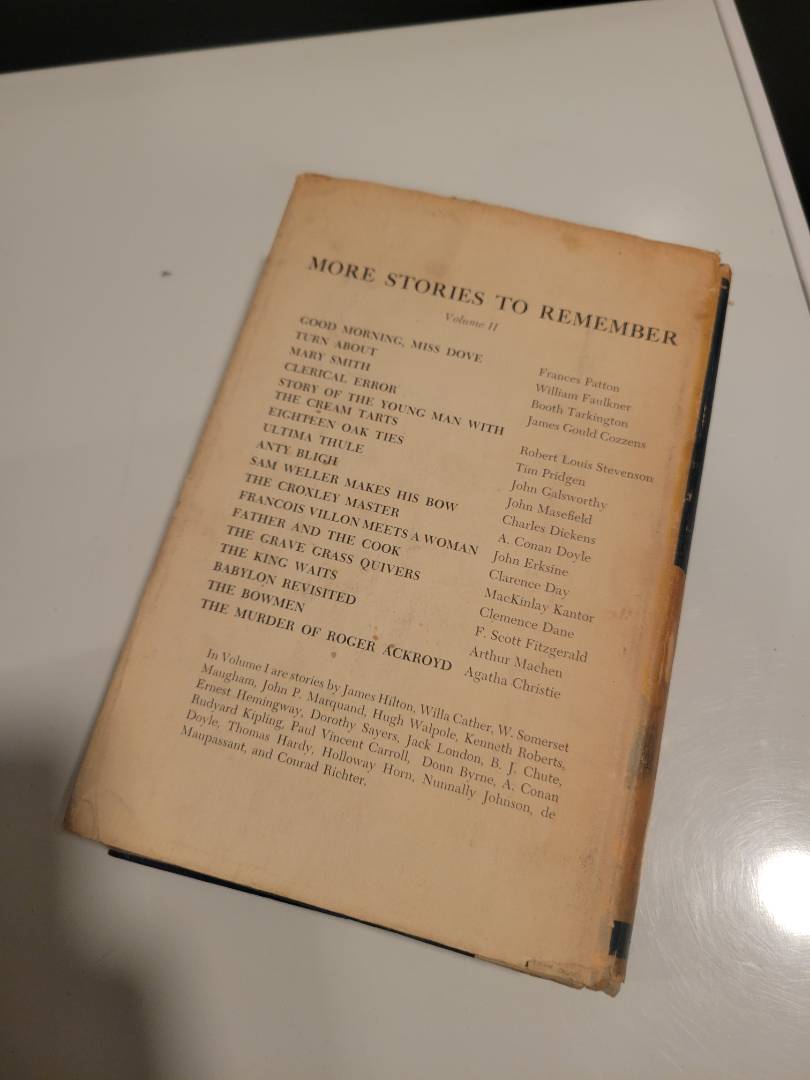 MORE STORIES TO REMEMBER
Volume II
GOOD MORNING, MISS DOVE Frances Patton
TURN ABOUT William Faulkner
MARY SMITH Booth Tarkington
CLERICAL ERROR James Gould Cozzens
STORY OF THE YOUNG MAN WITH
THE CREAM TARTS Robert Louis Stevenson
EIGHTEEN OAK TIES Tim Pridgen
ULTIMA THULE John Galsworthy
ANTY BLIGH John Masefield
SAM WELLER MAKES HIS BOW Charles Dickens
THE CROXLEY MASTER A. Conan Doyle
FRANCOIS VILLON MEETS A WOMAN John Erksine
FATHER AND THE COOK Clarence Day
THE GRAVE GRASS QUIVERS MacKinlay Kantor
THE KING WAITS Clemence Dane
BABYLON REVISITED F. Scott Fitzgerald
THE BOWMEN Arthur Machen
THE MURDER OF ROGER ACKROYD Agatha Christie
In Volume I are stories by James Hilton, Willa Cather, W. Somerset
Maugham, John P. Marquand, Hugh Walpole, Kenneth Roberts,
Ernest Hemingway, Dorothy Sayers, Jack London, B. J. Chute,
Rudyard Kipling, Paul Vincent Carroll, Donn Byrne, A. Conan
Doyle, Thomas Hardy, Holloway Horn, Nunnally Johnson, de
Maupassant, and Conrad Richter.